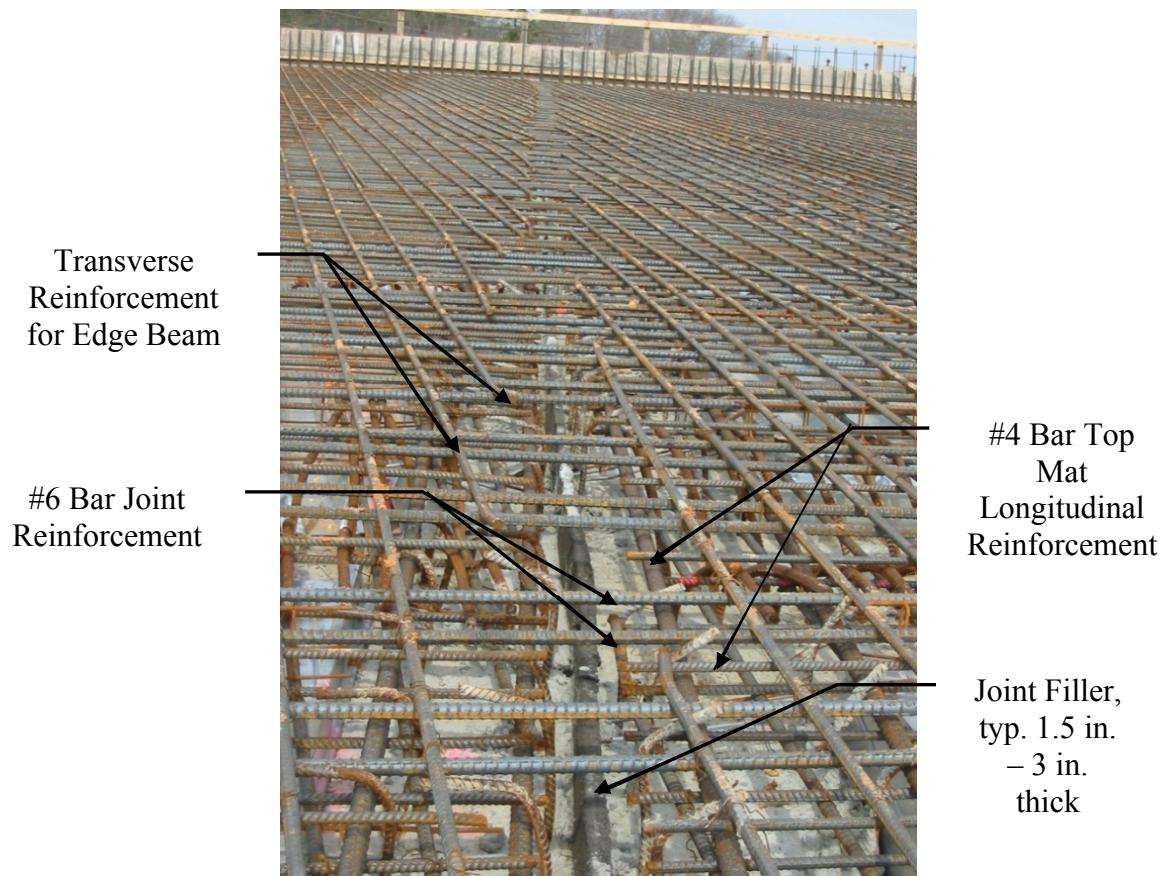 Transverse
Reinforcement
for Edge Beam
#6 Bar Joint
Reinforcement
#4 Bar Top
Mat
Longitudinal
Reinforcement
Joint Filler,
typ. 1.5 in.
– 3 in.
thick